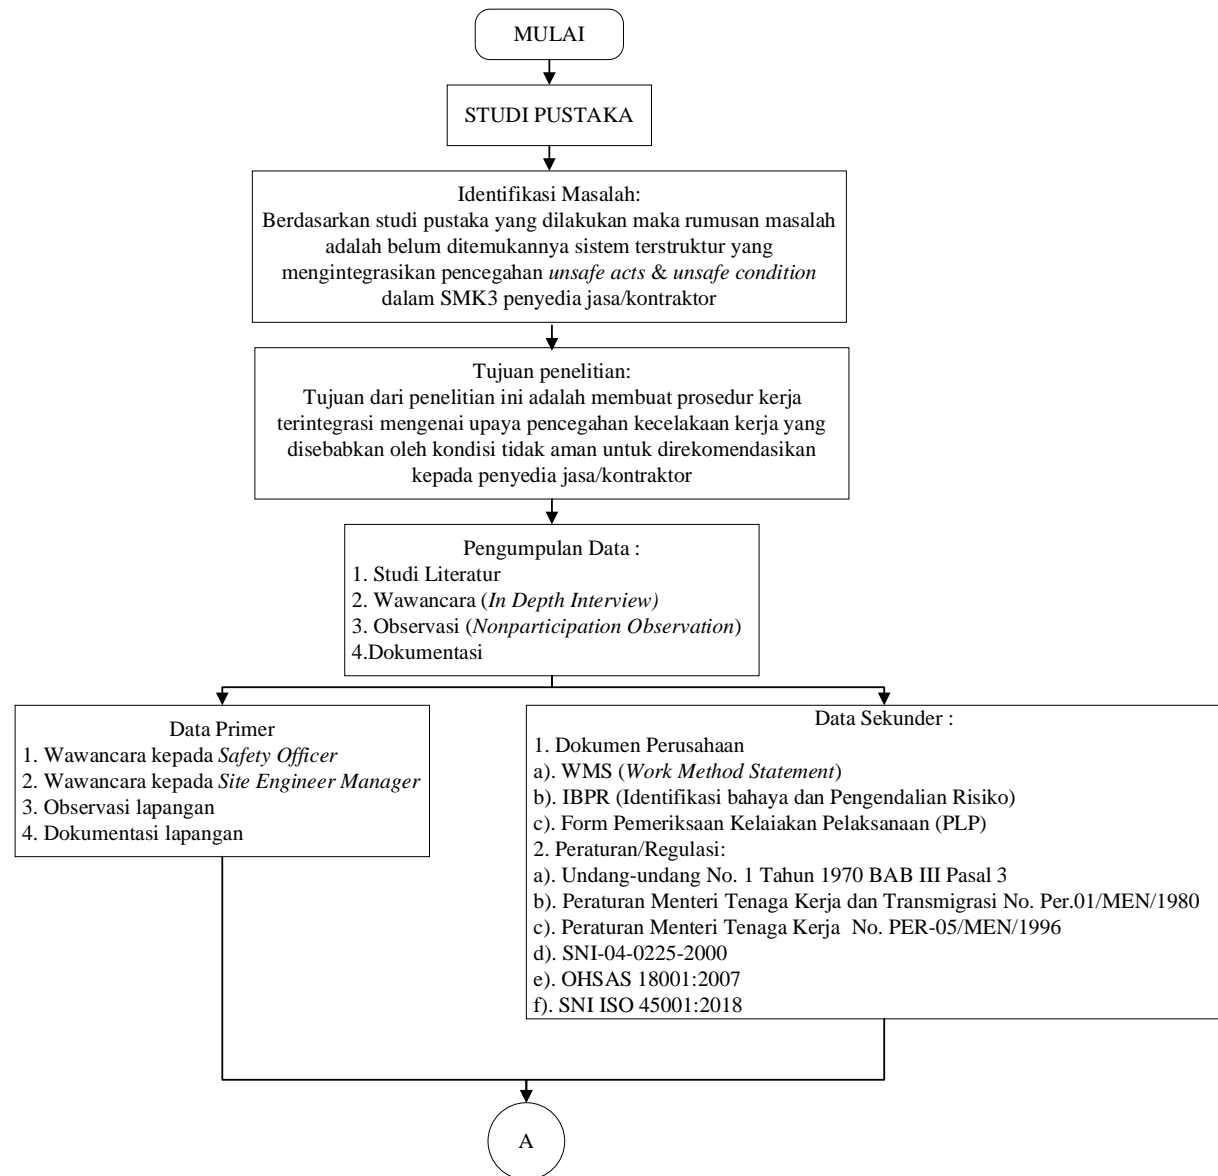 MULAI
STUDI PUSTAKA
Identifikasi Masalah:
Berdasarkan studi pustaka yang dilakukan maka rumusan masalah
adalah belum ditemukannya sistem terstruktur yang
mengintegrasikan pencegahan unsafe acts & unsafe condition
dalam SMK3 penyedia jasa/kontraktor
Tujuan penelitian:
Tujuan dari penelitian ini adalah membuat prosedur kerja
terintegrasi mengenai upaya pencegahan kecelakaan kerja yang
disebabkan oleh kondisi tidak aman untuk direkomendasikan
kepada penyedia jasa/kontraktor
Pengumpulan Data :
1. Studi Literatur
2. Wawancara (In Depth Interview)
3. Observasi (Nonparticipation Observation)
4.Dokumentasi
Data Primer
1. Wawancara kepada Safety Officer
2. Wawancara kepada Site Engineer Manager
3. Observasi lapangan
4. Dokumentasi lapangan
Data Sekunder :
1. Dokumen Perusahaan
a). WMS (Work Method Statement)
b). IBPR (Identifikasi bahaya dan Pengendalian Risiko)
c). Form Pemeriksaan Kelaiakan Pelaksanaan (PLP)
2. Peraturan/Regulasi:
a). Undang-undang No. 1 Tahun 1970 BAB III Pasal 3
b). Peraturan Menteri Tenaga Kerja dan Transmigrasi No. Per.01/MEN/1980
c). Peraturan Menteri Tenaga Kerja  No. PER-05/MEN/1996
d). SNI-04-0225-2000
e). OHSAS 18001:2007
f). SNI ISO 45001:2018
A